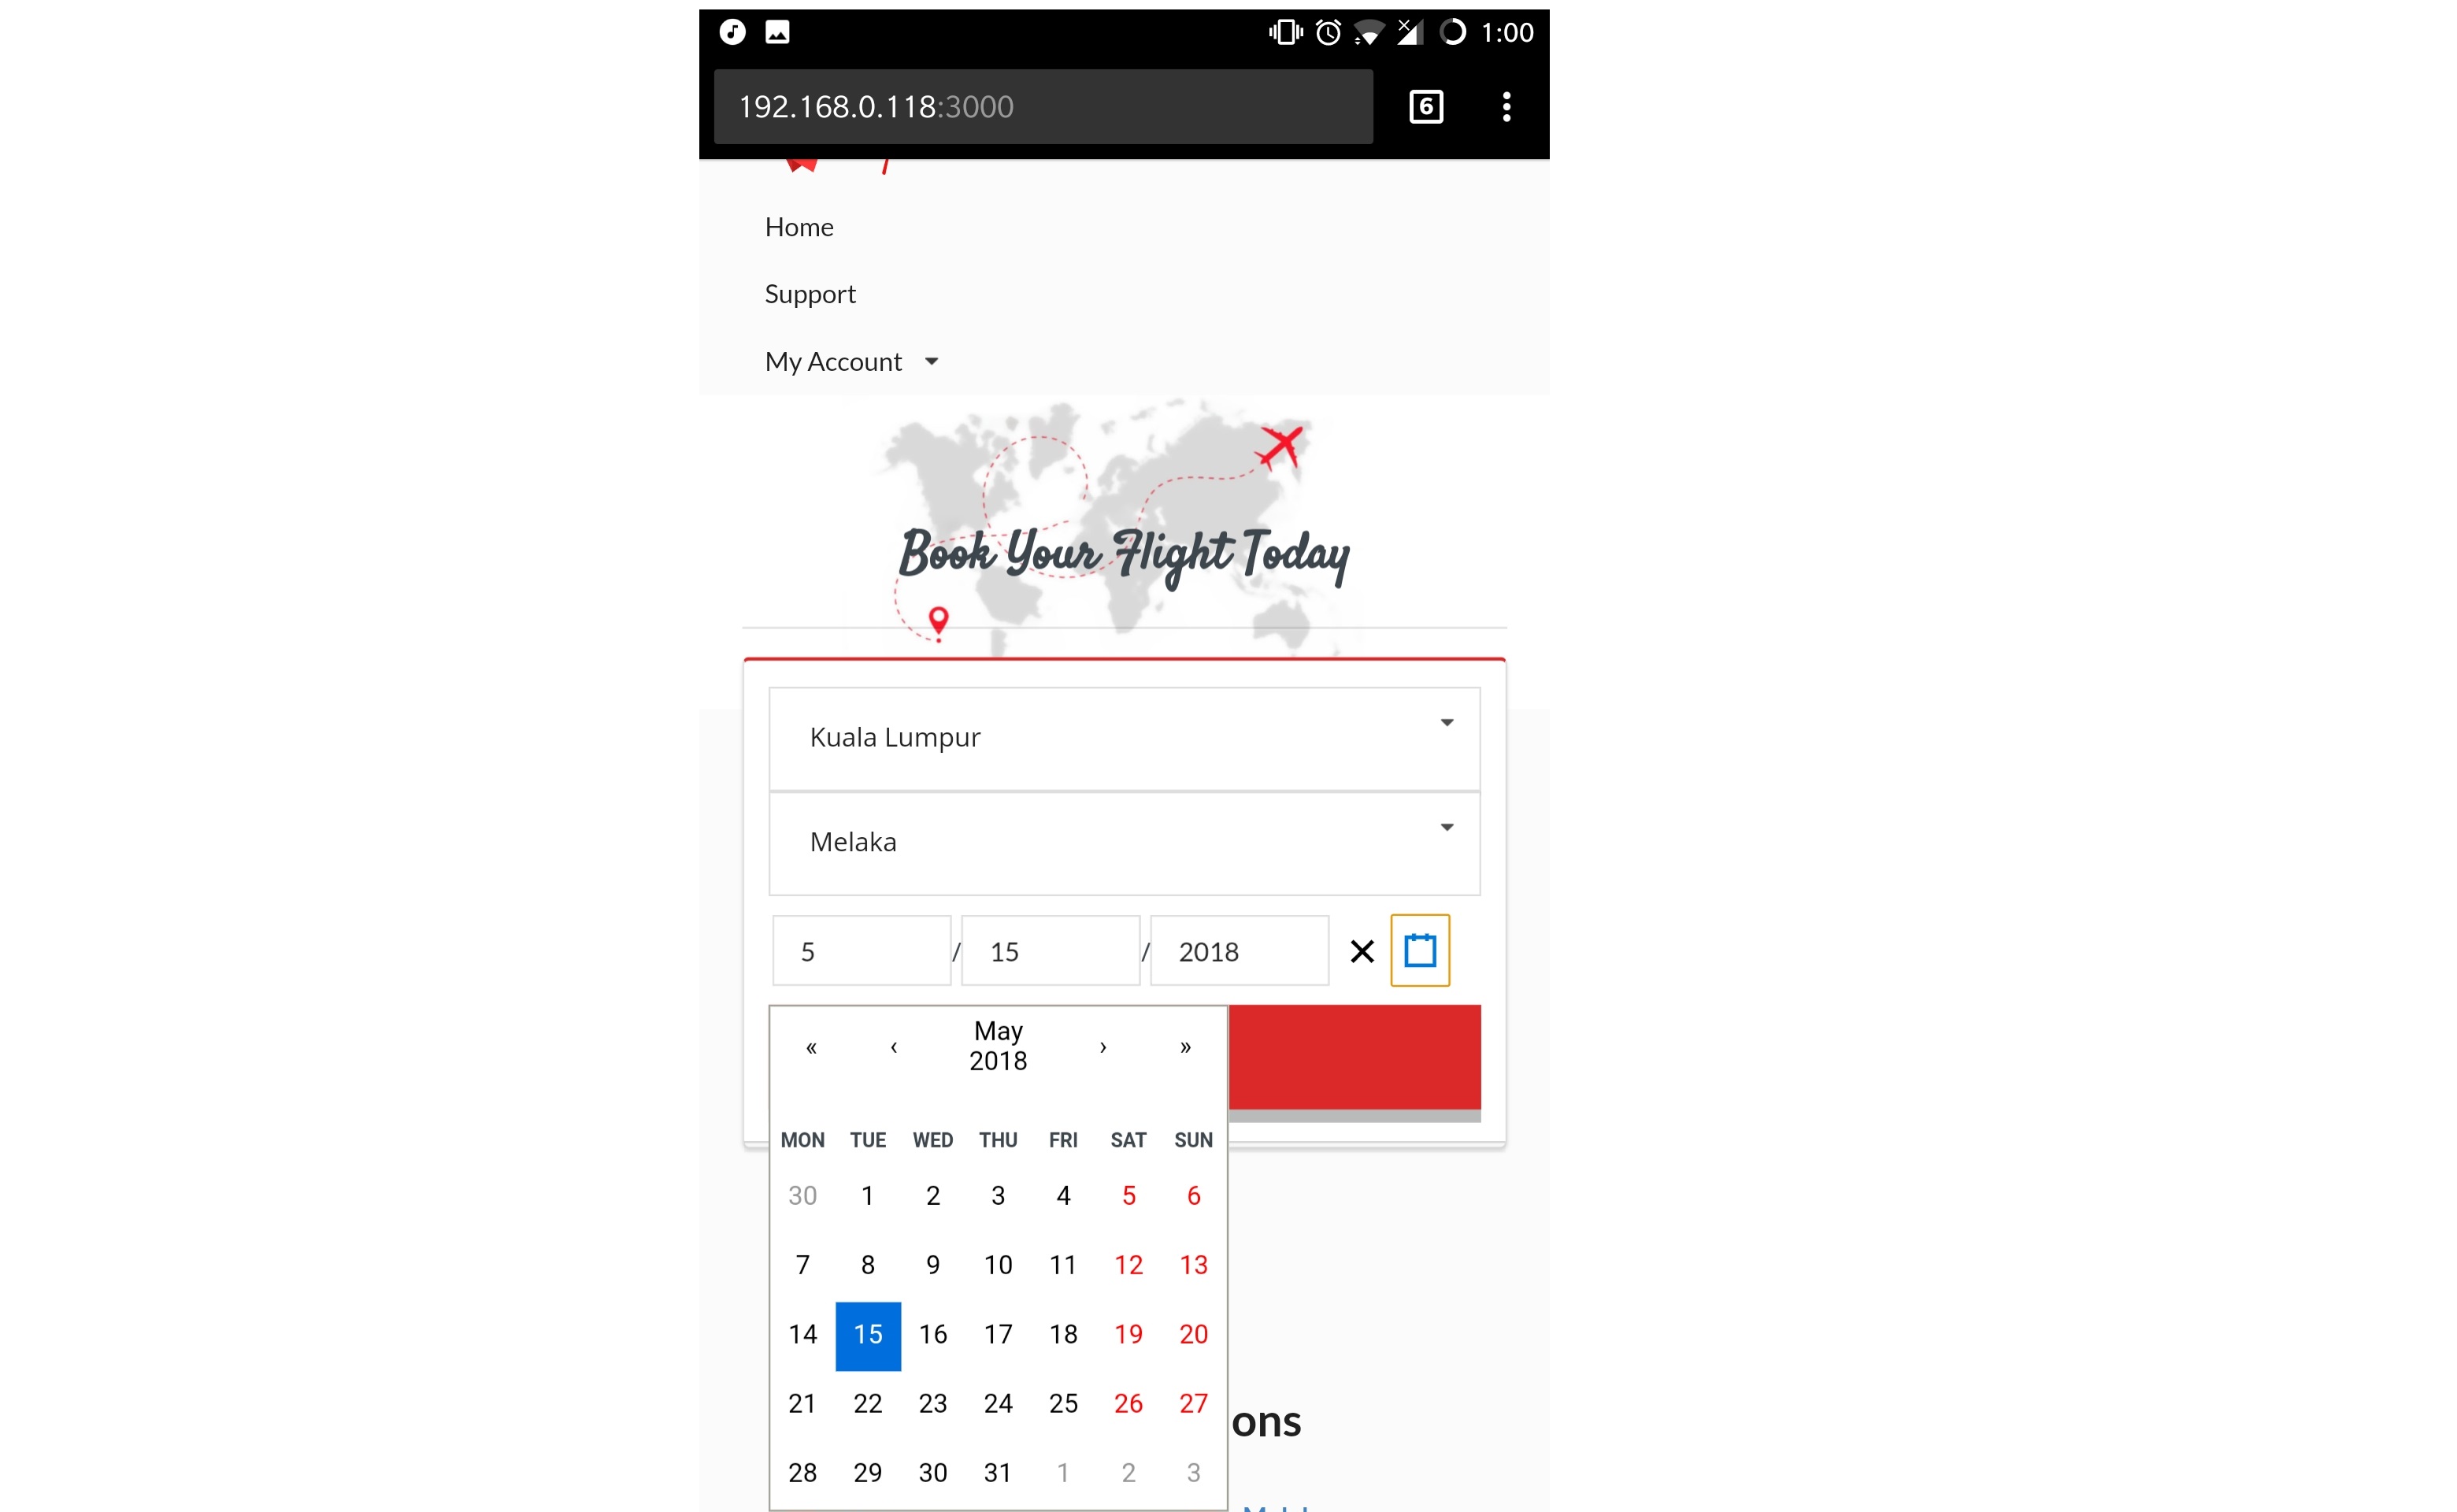 1:00
192.168.0.118:3000
6
Home
Support
My Account
Book Your Flight Today
Kuala Lumpur
Melaka
5 / 15 / 2018
« ‹ May 2018 › »
MON TUE WED THU FRI SAT SUN
30 1 2 3 4 5 6
7 8 9 10 11 12 13
14 15 16 17 18 19 20
21 22 23 24 25 26 27
ons
28 29 30 31 1 2 3